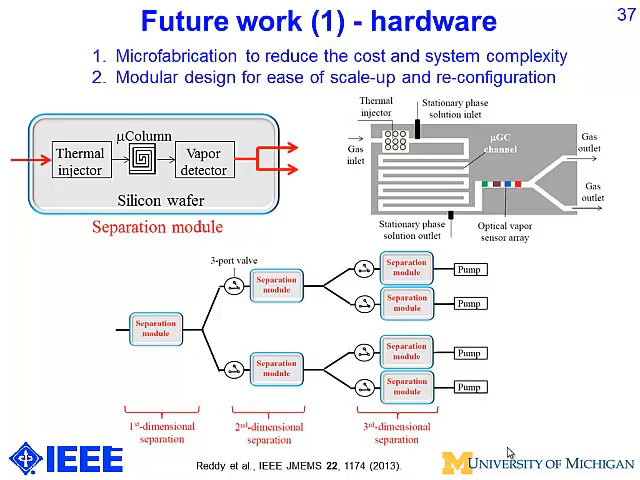 37
Future work (1) - hardware
1. Microfabrication to reduce the cost and system complexity
2. Modular design for ease of scale-up and re-configuration
Thermal
injector
μColumn
Vapor
detector
Silicon wafer
Separation module
Thermal
injector
Stationary phase
solution inlet
Gas
inlet
μGC
channel
Gas
outlet
Gas
outlet
Stationary phase
solution outlet
Optical vapor
sensor array
3-port valve
Separation
module
Separation
module
Separation
module
Separation
module
Separation
module
Separation
module
Separation
module
Pump
Pump
Pump
Pump
1st-dimensional
separation
2nd-dimensional
separation
3rd-dimensional
separation
IEEE
Reddy et al., IEEE JMEMS 22, 1174 (2013).
M UNIVERSITY OF MICHIGAN